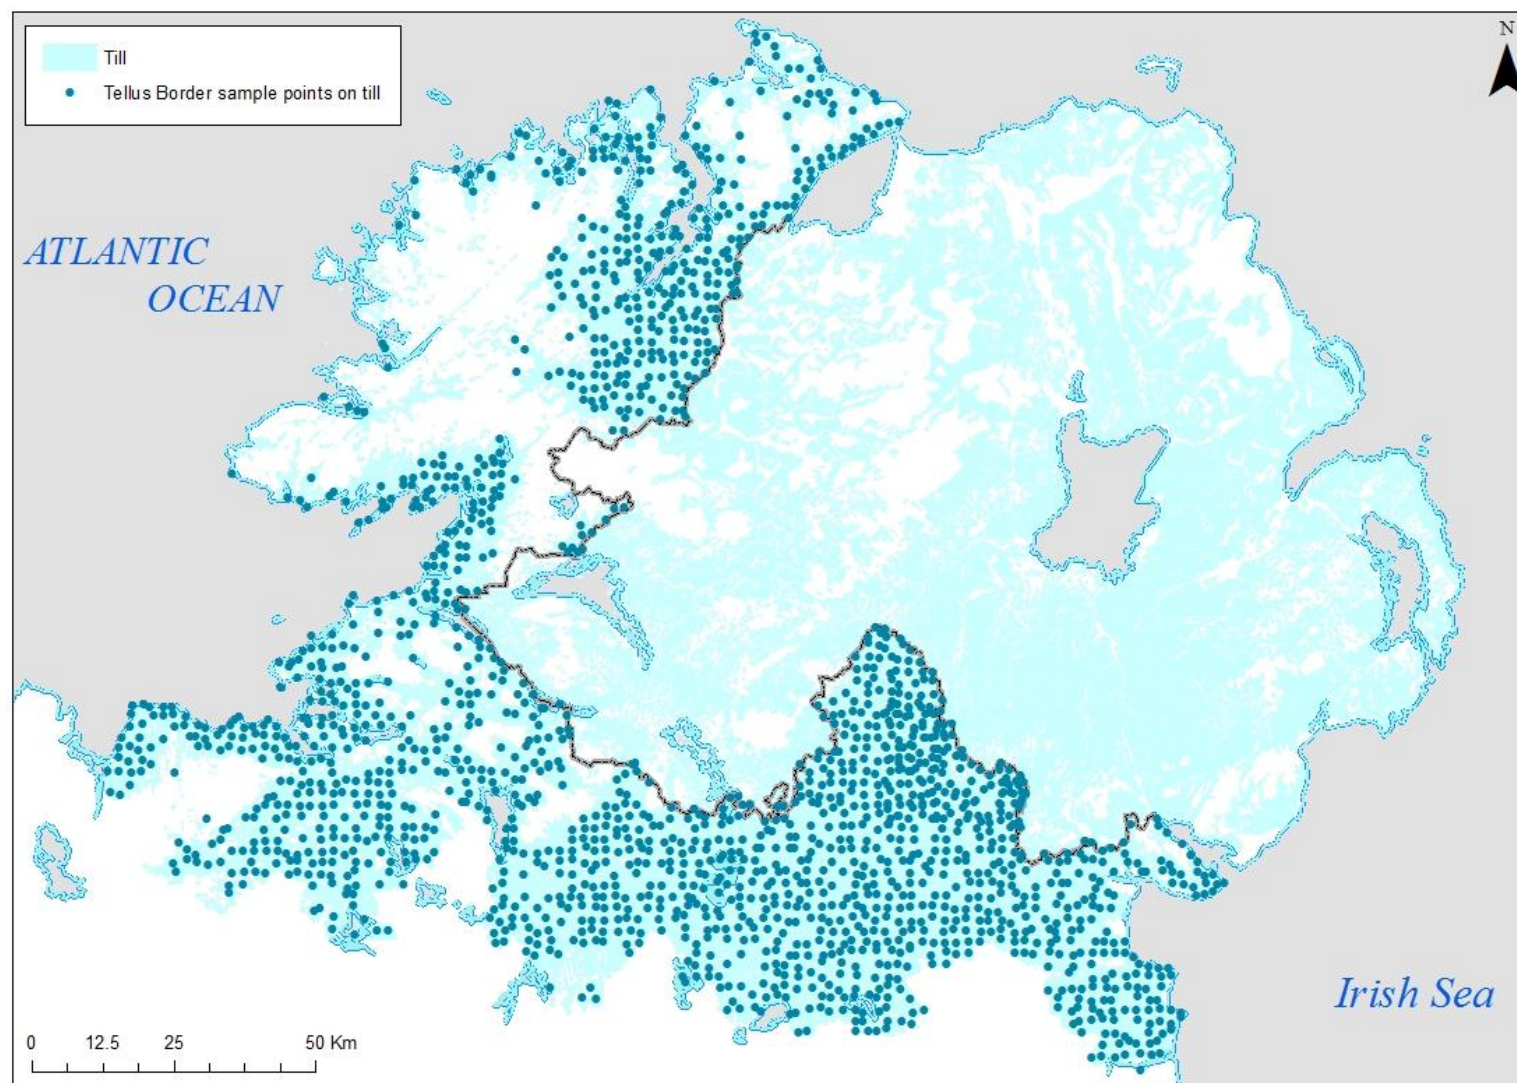 Till
Tellus Border sample points on till
N
ATLANTIC
OCEAN
Irish Sea
0 12.5 25 50 Km